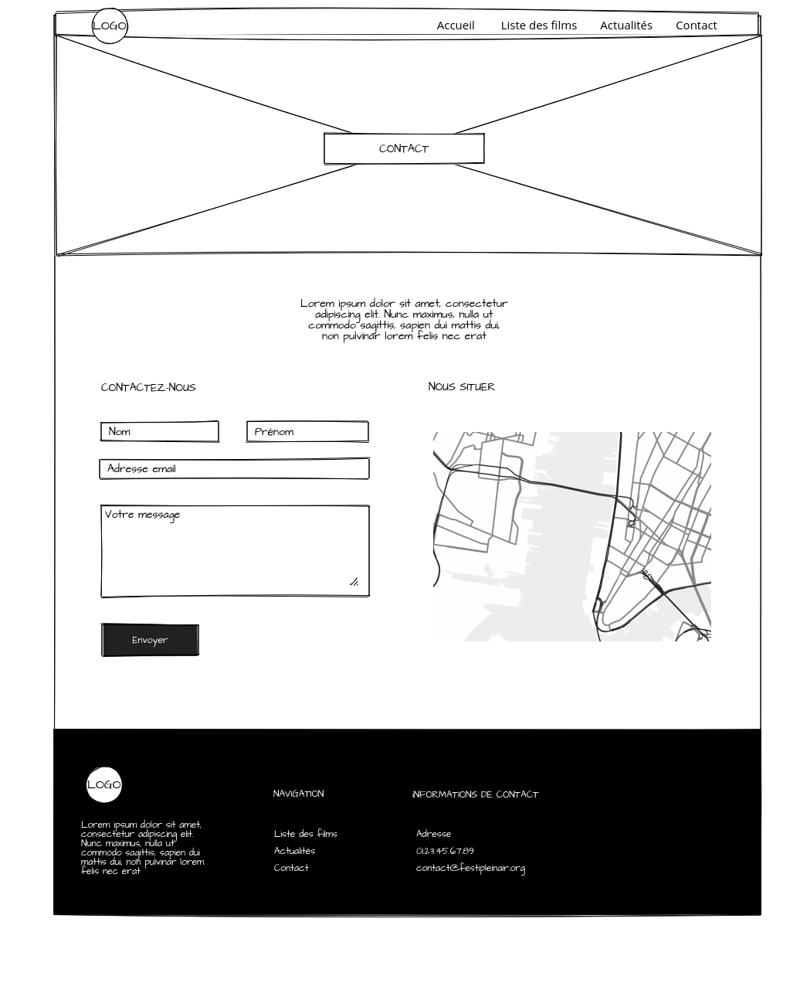 LOGO
Accueil
Liste des films
Actualités
Contact
CONTACT
Lorem ipsum dolor sit amet, consectetur
adipiscing elit. Nunc maximus, nulla ut
commodo sagittis, sapien dui mattis dui,
non pulvinar lorem felis nec erat
CONTACTEZ-NOUS
Nom
Prénom
Adresse email
Votre message
Envoyer
NOUS SITUER
LOGO
Lorem ipsum dolor sit amet,
consectetur adipiscing elit.
Nunc maximus, nulla ut
commodo sagittis, sapien dui
mattis dui, non pulvinar lorem
felis nec erat
NAVIGATION
Liste des films
Actualités
Contact
INFORMATIONS DE CONTACT
Adresse
01.23.45.67.89
contact@festipleinair.org